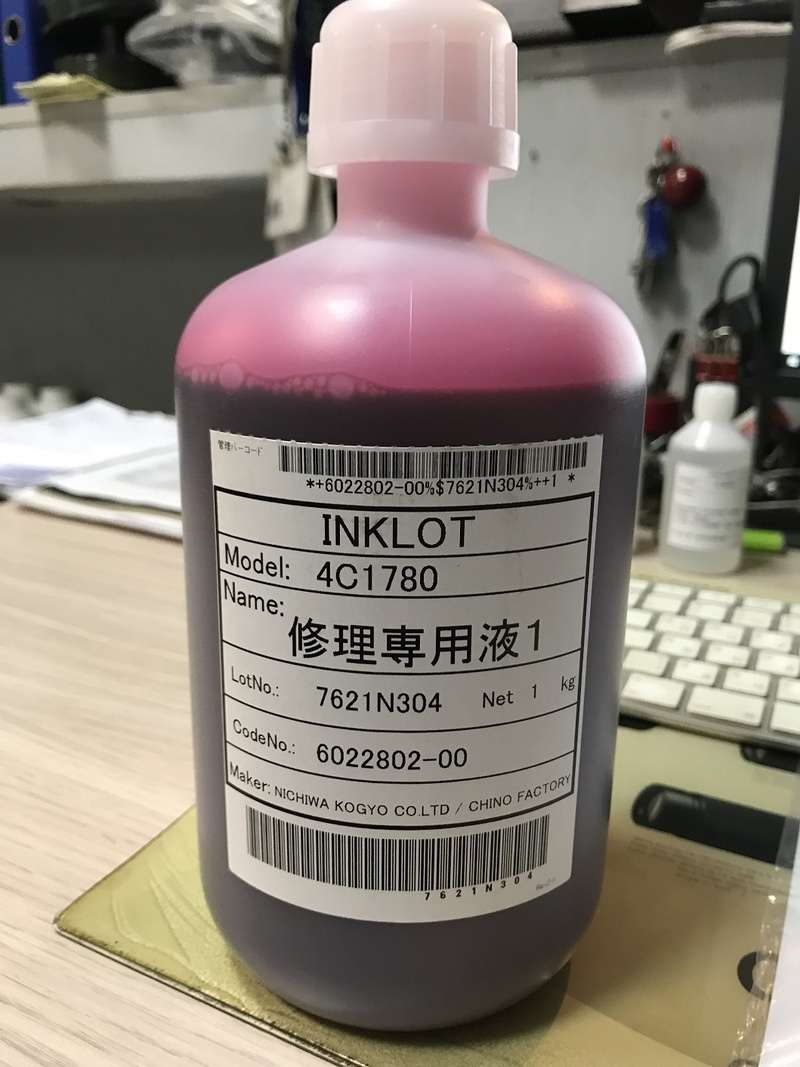 管理バーコード
*+6022802-00%$7621N304%++1 *
INKLOT
Model: 4C1780
Name:
修理専用液1
LotNo.: 7621N304 Net 1 kg
CodeNo.: 6022802-00
Maker: NICHIWA KOGYO CO.LTD / CHINO FACTORY
7621N304